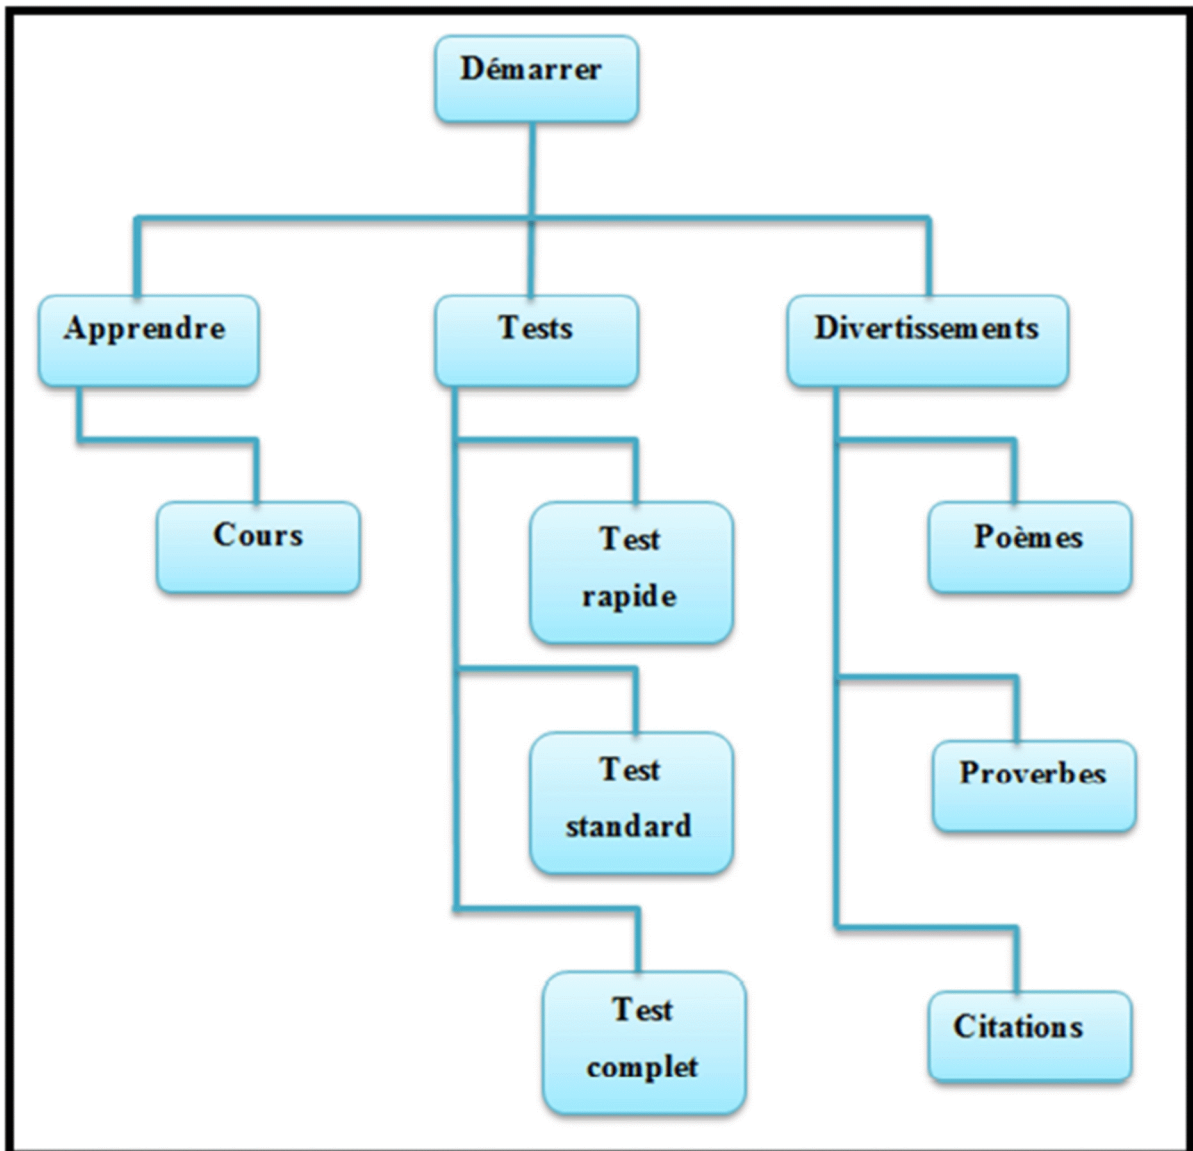 Démarrer
Apprendre
Tests
Divertissements
Cours
Test
rapide
Poèmes
Test
standard
Proverbes
Test
complet
Citations